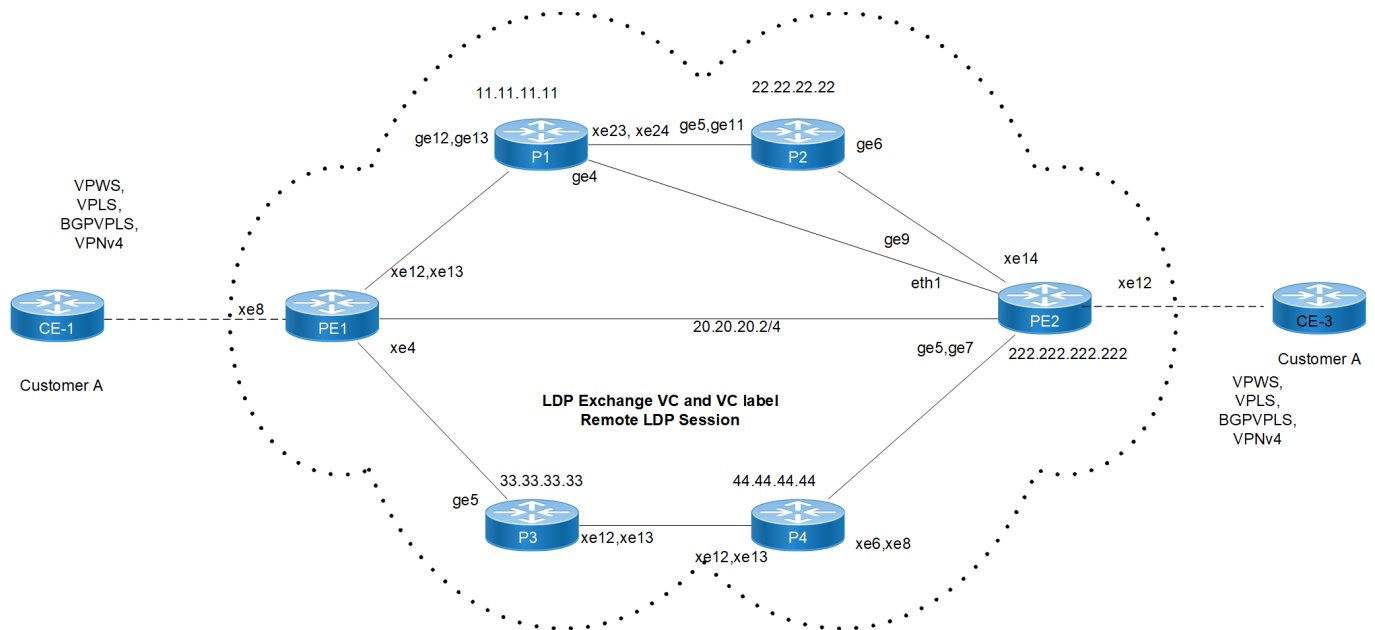 11.11.11.11
22.22.22.22
ge12,ge13
xe23, xe24
ge5,ge11
P1
P2
ge6
ge4
VPWS,
VPLS,
BGPVPLS,
VPNv4
ge9
xe14
xe12,xe13
eth1
xe12
xe8
CE-1
PE1
PE2
CE-3
20.20.20.2/4
xe4
ge5,ge7
222.222.222.222
Customer A
Customer A
LDP Exchange VC and VC label
Remote LDP Session
VPWS,
VPLS,
BGPVPLS,
VPNv4
33.33.33.33
44.44.44.44
ge5
P3
xe12,xe13
P4
xe6,xe8
xe12,xe13